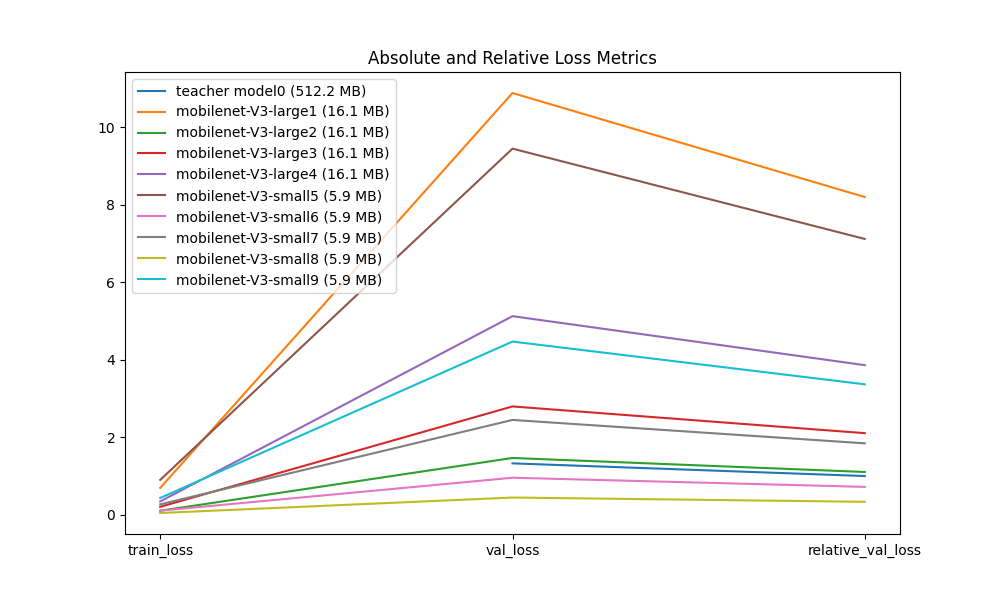 Absolute and Relative Loss Metrics
teacher model0 (512.2 MB)
mobilenet-V3-large1 (16.1 MB)
mobilenet-V3-large2 (16.1 MB)
mobilenet-V3-large3 (16.1 MB)
mobilenet-V3-large4 (16.1 MB)
mobilenet-V3-small5 (5.9 MB)
mobilenet-V3-small6 (5.9 MB)
mobilenet-V3-small7 (5.9 MB)
mobilenet-V3-small8 (5.9 MB)
mobilenet-V3-small9 (5.9 MB)
10
8
6
4
2
0
train_loss
val_loss
relative_val_loss